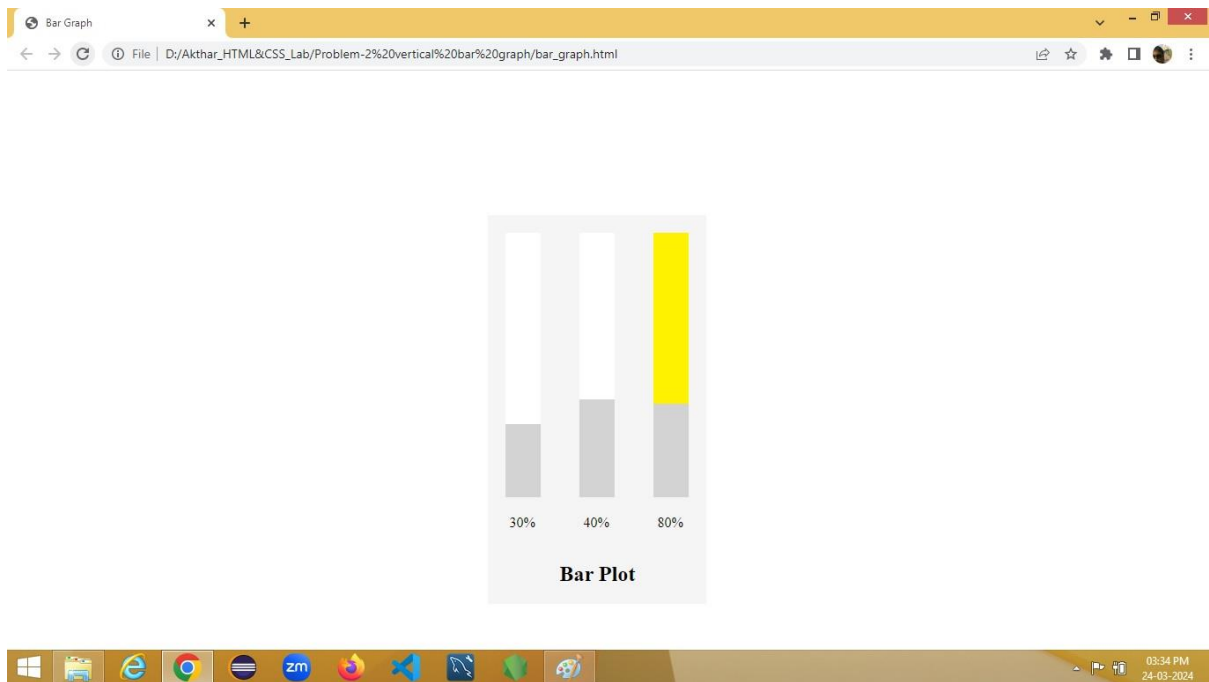 Bar Graph
File | D:/Akthar_HTML&CSS_Lab/Problem-2%20vertical%20bar%20graph/bar_graph.html
30% 40% 80%
Bar Plot
zm
03:34 PM
24-03-2024